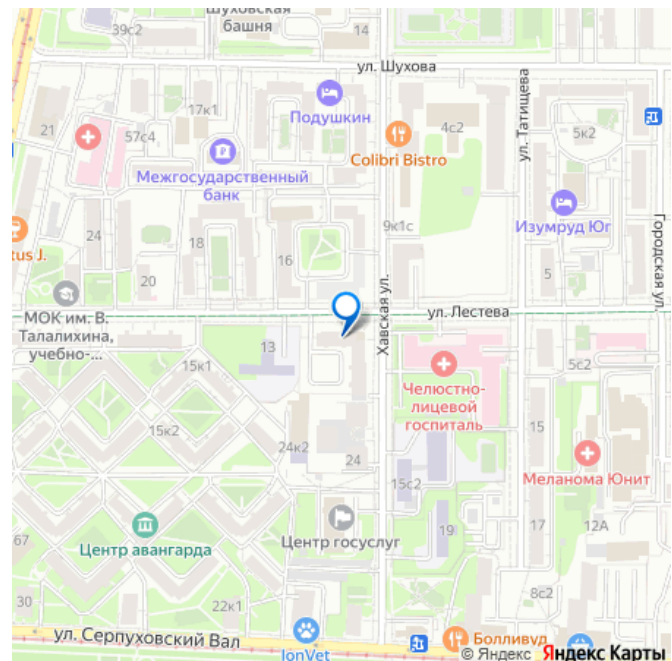 39с2
Шуховская
башня
14
ул. Шухова
17к1
Подушкин
4с2
ул. Татищева
5к2
21
57с4
Межгосударственный
банк
Colibri Bistro
Изумруд Юг
Городская ул.
tus J.
24
18
16
9к1с
20
5
МОК им. В.
Талалихина,
учебно-...
ул. Лестева
Хавская ул.
13
15к1
5с2
Челюстно-
лицевой
госпиталь
15к2
24к2
24
15
Меланома Юнит
15с2
Центр авангарда
Центр госуслуг
19
17
12А
67
30
22к1
8с2
ул. Серпуховский Вал
IonVet
Болливуд
© Яндекс Яндекс Карты